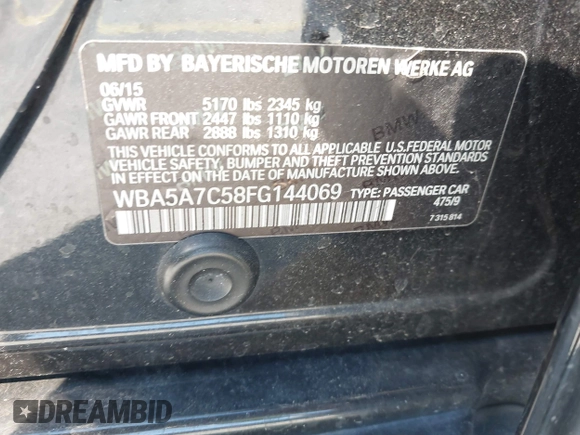 MFD BY BAYERISCHE MOTOREN WERKE AG
06/15
GVWR 5170 lbs 2345 kg
GAWR FRONT 2447 lbs 1110 kg
GAWR REAR 2888 lbs 1310 kg
THIS VEHICLE CONFORMS TO ALL APPLICABLE U.S.FEDERAL MOTOR
VEHICLE SAFETY, BUMPER AND THEFT PREVENTION STANDARDS
IN EFFECT ON THE DATE OF MANUFACTURE SHOWN ABOVE.
WBA5A7C58FG144069 TYPE: PASSENGER CAR
475/9
7 315 814
BMW
DREAMBID